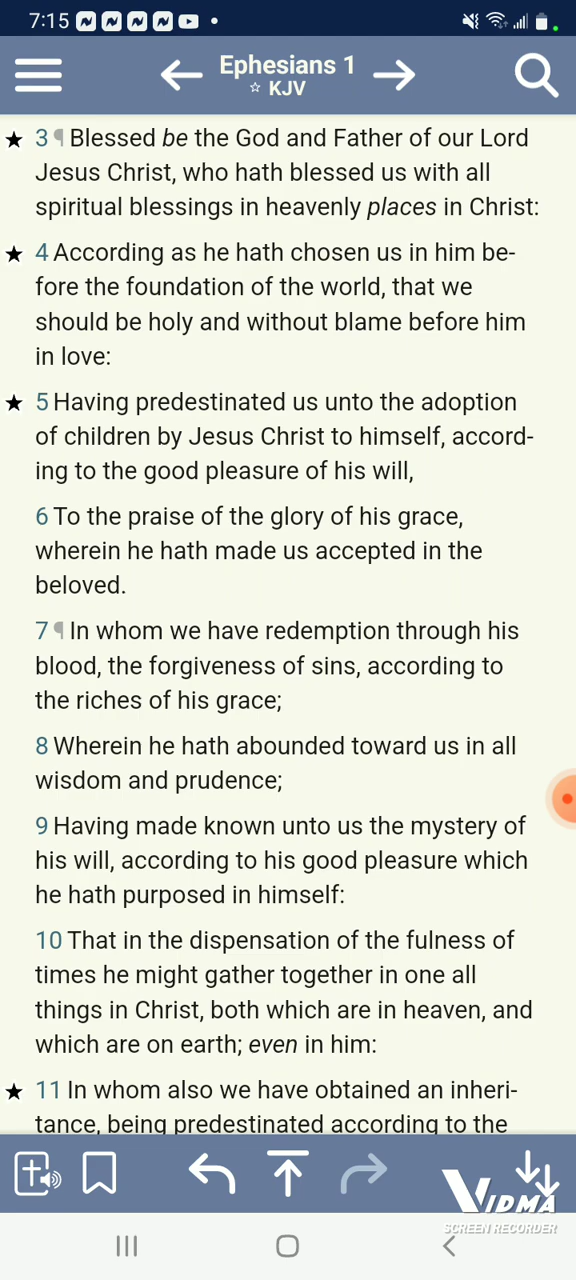 7:15
Ephesians 1
☆ KJV
★ 3 ¶ Blessed be the God and Father of our Lord
Jesus Christ, who hath blessed us with all
spiritual blessings in heavenly places in Christ:
★ 4 According as he hath chosen us in him be-
fore the foundation of the world, that we
should be holy and without blame before him
in love:
★ 5 Having predestinated us unto the adoption
of children by Jesus Christ to himself, accord-
ing to the good pleasure of his will,
6 To the praise of the glory of his grace,
wherein he hath made us accepted in the
beloved.
7 ¶ In whom we have redemption through his
blood, the forgiveness of sins, according to
the riches of his grace;
8 Wherein he hath abounded toward us in all
wisdom and prudence;
9 Having made known unto us the mystery of
his will, according to his good pleasure which
he hath purposed in himself:
10 That in the dispensation of the fulness of
times he might gather together in one all
things in Christ, both which are in heaven, and
which are on earth; even in him:
★ 11 In whom also we have obtained an inheri-
tance, being predestinated according to the
VIDMA
SCREEN RECORDER